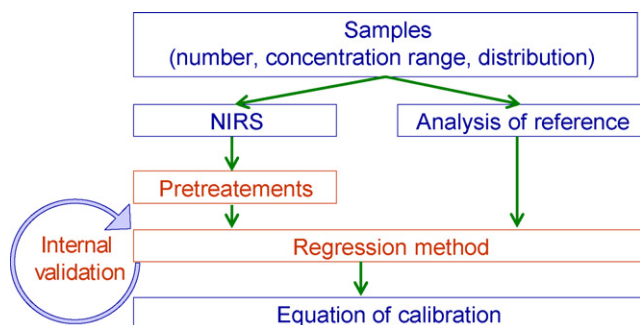 Samples
(number, concentration range, distribution)
NIRS
Analysis of reference
Pretreatements
Internal
validation
Regression method
Equation of calibration